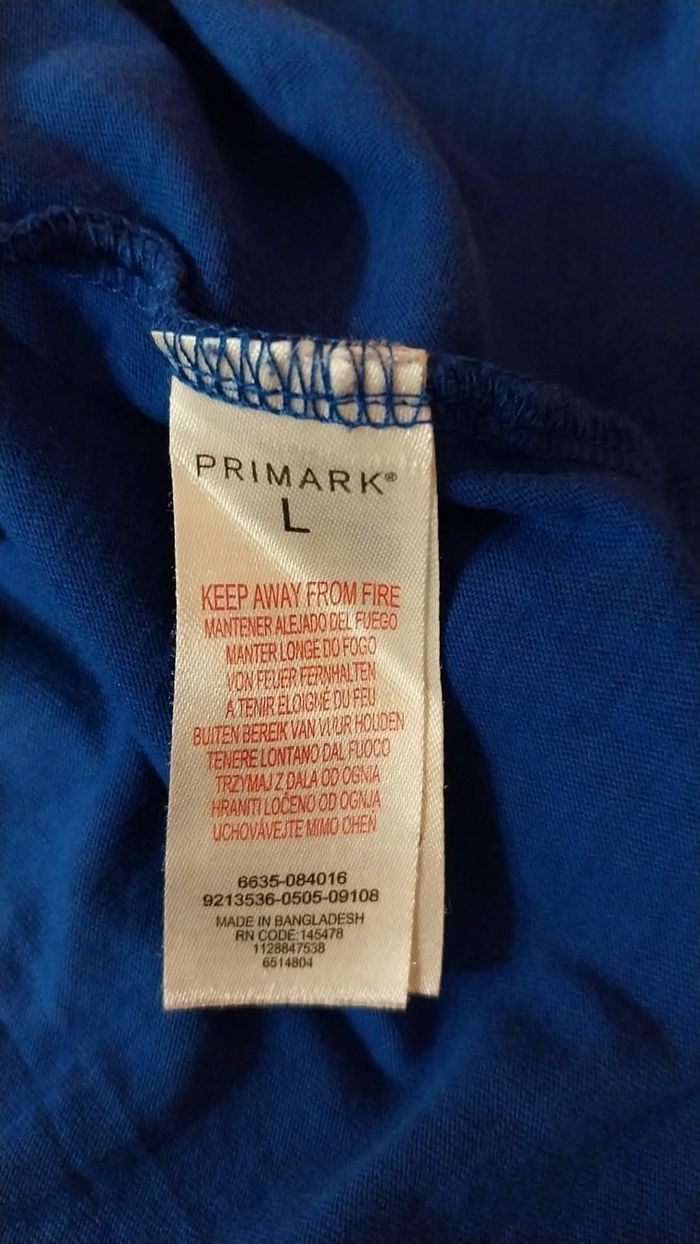 PRIMARK®
L
KEEP AWAY FROM FIRE
MANTENER ALEJADO DEL FUEGO
MANTER LONGE DO FOGO
VON FEUER FERNHALTEN
A TENIR ELOIGNÉ DU FEU
BUITEN BEREIK VAN VUUR HOUDEN
TENERE LONTANO DAL FUOCO
TRZYMAJ Z DALA OD OGNIA
HRANITI LOČENO OD OGNJA
UCHOVÁVEJTE MIMO OHEŇ
6635-084016
9213536-0505-09108
MADE IN BANGLADESH
RN CODE:145478
1128847538
6514804